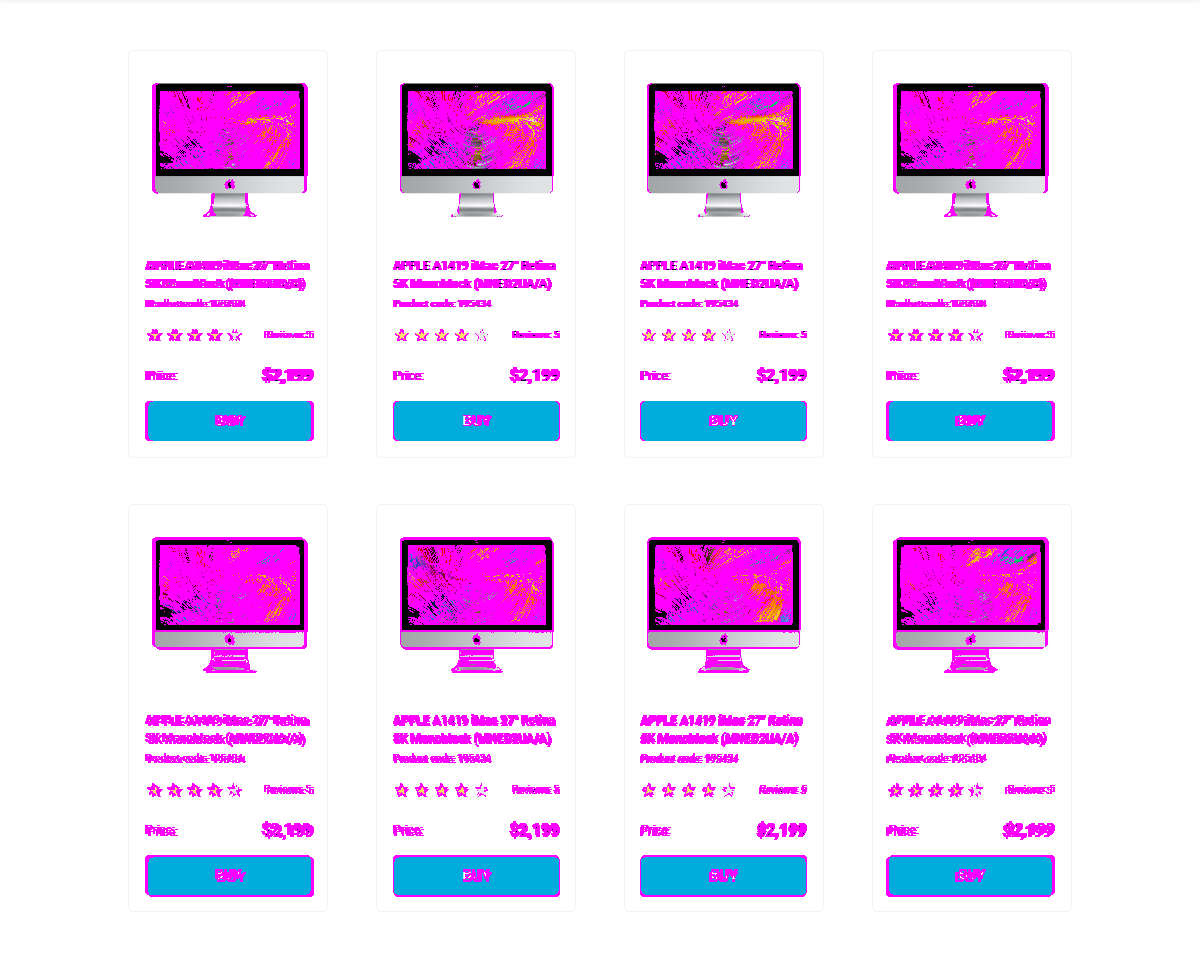 APPLE A1419 iMac 27" Retina
5K Monoblock (MNED2UA/A)
Product code: 195434
Reviews: 5
Price:
$2,199
BUY
APPLE A1419 iMac 27" Retina
5K Monoblock (MNED2UA/A)
Product code: 195434
Reviews: 5
Price:
$2,199
BUY
APPLE A1419 iMac 27" Retina
5K Monoblock (MNED2UA/A)
Product code: 195434
Reviews: 5
Price:
$2,199
BUY
APPLE A1419 iMac 27" Retina
5K Monoblock (MNED2UA/A)
Product code: 195434
Reviews: 5
Price:
$2,199
BUY
APPLE A1419 iMac 27" Retina
5K Monoblock (MNED2UA/A)
Product code: 195434
Reviews: 5
Price:
$2,199
BUY
APPLE A1419 iMac 27" Retina
5K Monoblock (MNED2UA/A)
Product code: 195434
Reviews: 5
Price:
$2,199
BUY
APPLE A1419 iMac 27" Retina
5K Monoblock (MNED2UA/A)
Product code: 195434
Reviews: 5
Price:
$2,199
BUY
APPLE A1419 iMac 27" Retina
5K Monoblock (MNED2UA/A)
Product code: 195434
Reviews: 5
Price:
$2,199
BUY